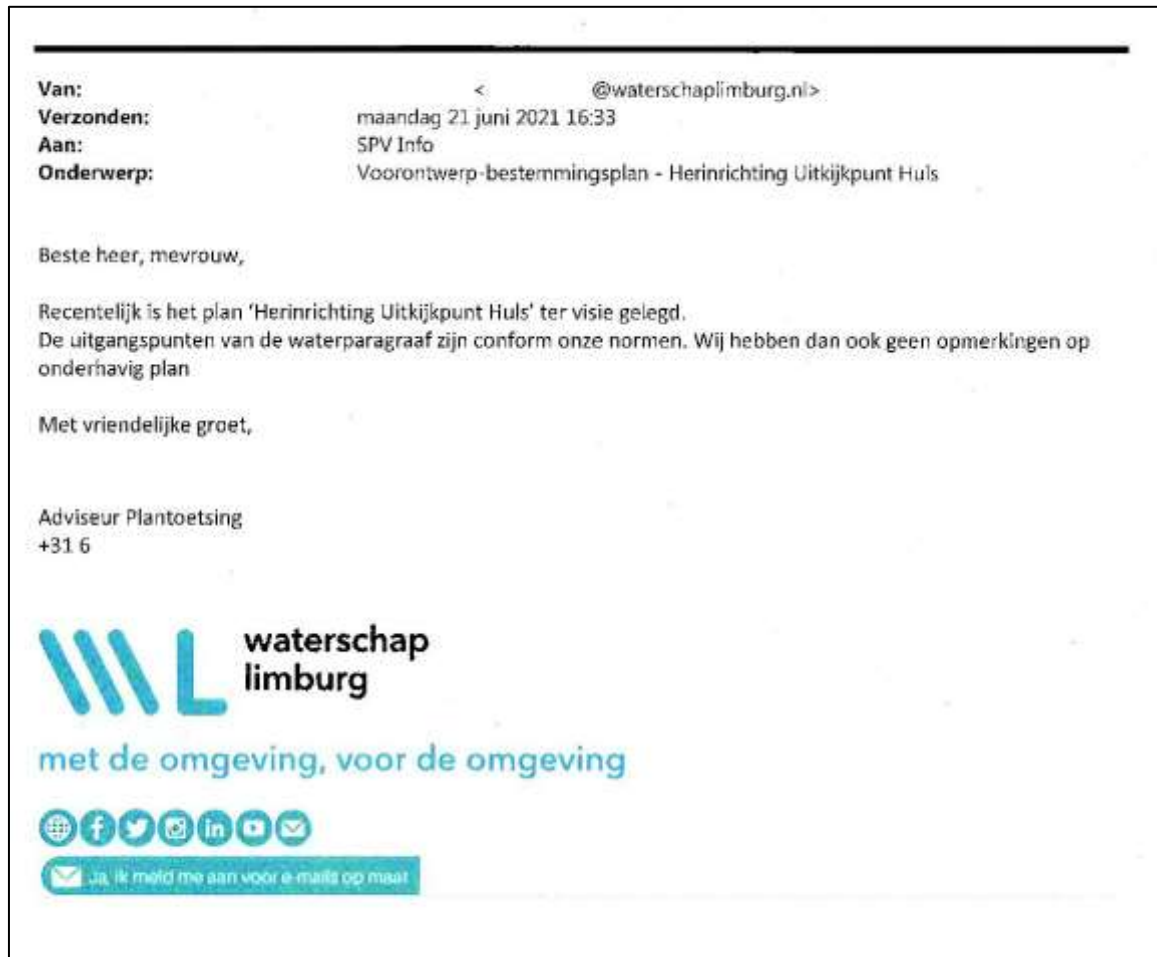 Van: < @waterschaplimburg.nl>
Verzonden: maandag 21 juni 2021 16:33
Aan: SPV Info
Onderwerp: Voorontwerp-bestemmingsplan - Herinrichting Uitkijkpunt Huls
Beste heer, mevrouw,
Recentelijk is het plan ‘Herinrichting Uitkijkpunt Huls’ ter visie gelegd.
De uitgangspunten van de waterparagraaf zijn conform onze normen. Wij hebben dan ook geen opmerkingen op
onderhavig plan
Met vriendelijke groet,
Adviseur Plantoetsing
+31 6
WL
waterschap
limburg
met de omgeving, voor de omgeving
Ja, ik meld me aan voor e-mails op maat